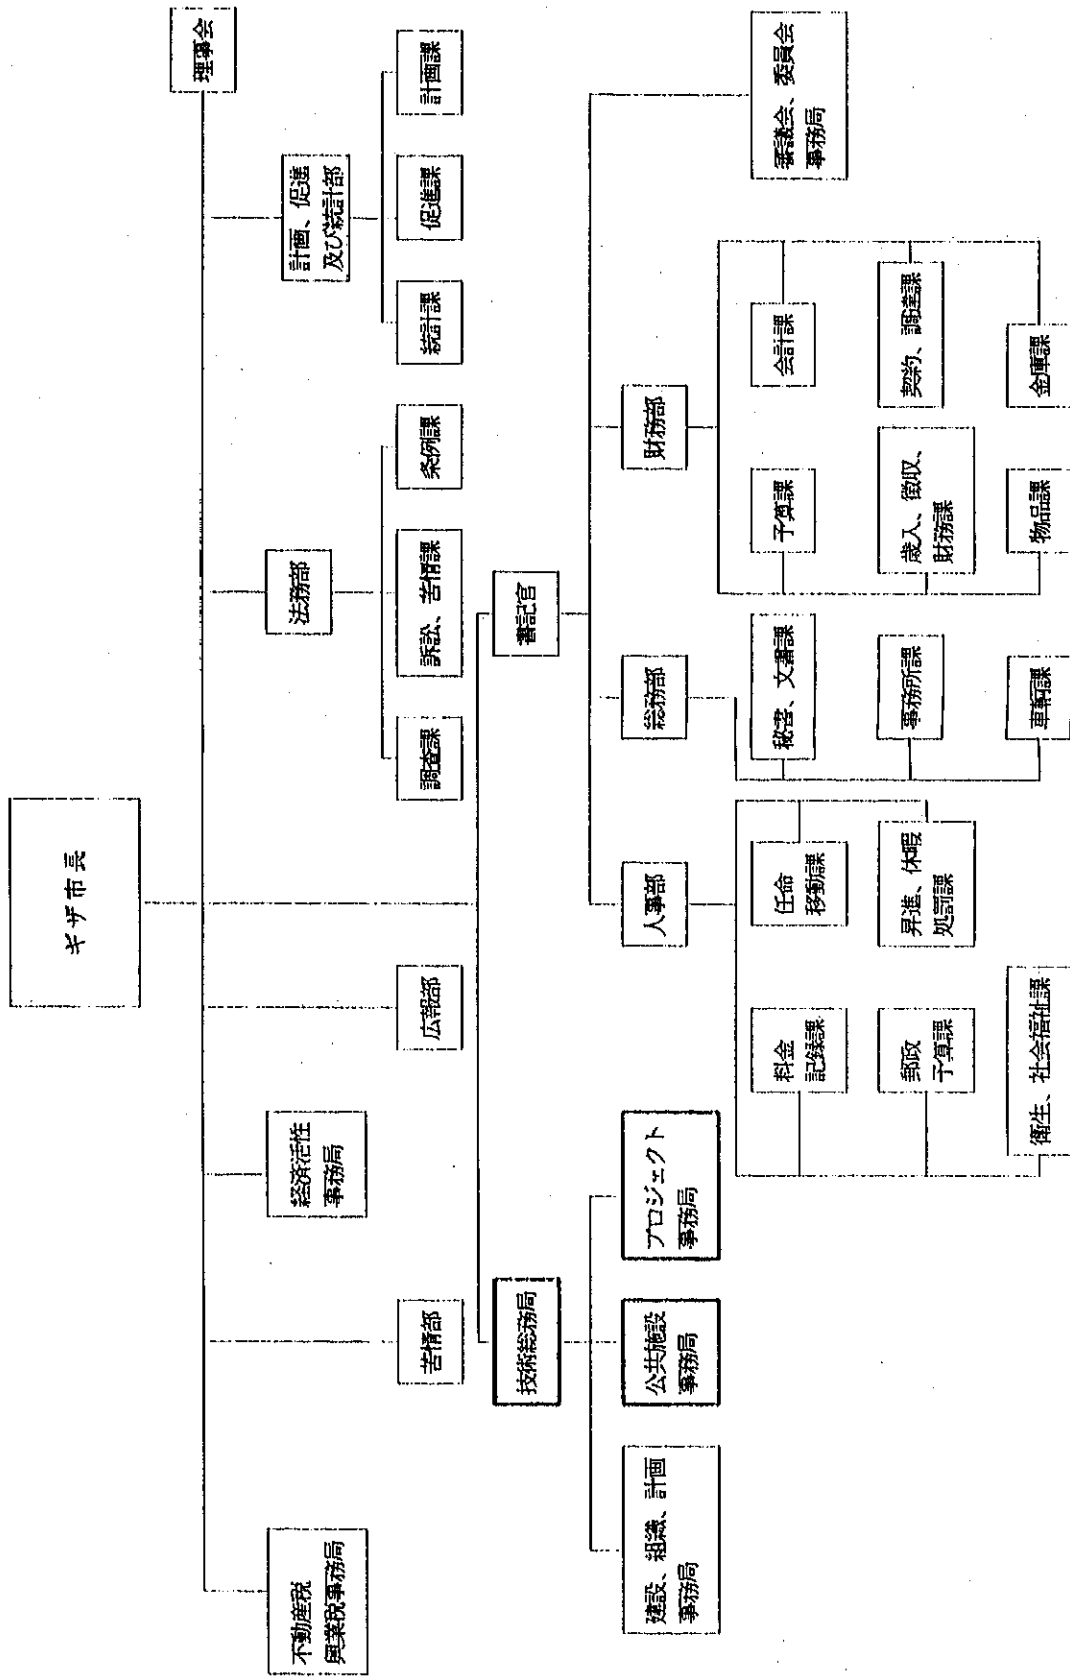 ギザ市長
理事会
不動産税
興業税事務局
苦情部
経済活性
事務局
広報部
法務部
計画、促進
及び統計部
調査課
訴訟、苦情課
条例課
統計課
促進課
計画課
技術総務局
書記官
建設、組織、計画
事務局
公共施設
事務局
プロジェクト
事務局
人事部
総務部
財務部
審議会、委員会
事務局
料金
記録課
任命
移動課
郵政
予算課
昇進、休暇
処罰課
衛生、社会福祉課
秘書、文書課
事務所課
車輌課
予算課
会計課
歳入、徴収、
財務課
契約、調達課
物品課
金庫課